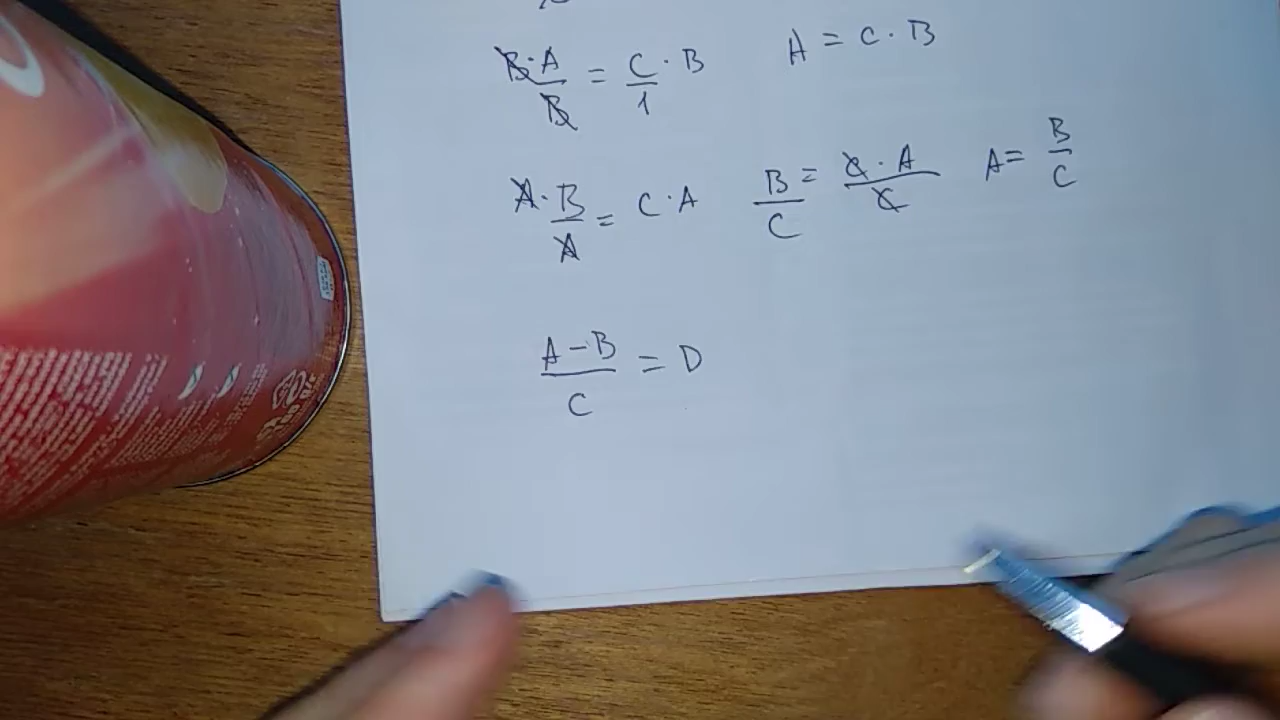 B·A/B = C/1 · B    A = C · B
A · B/A = C · A    B/C = C · A/C    A = B/C
A - B/C = D